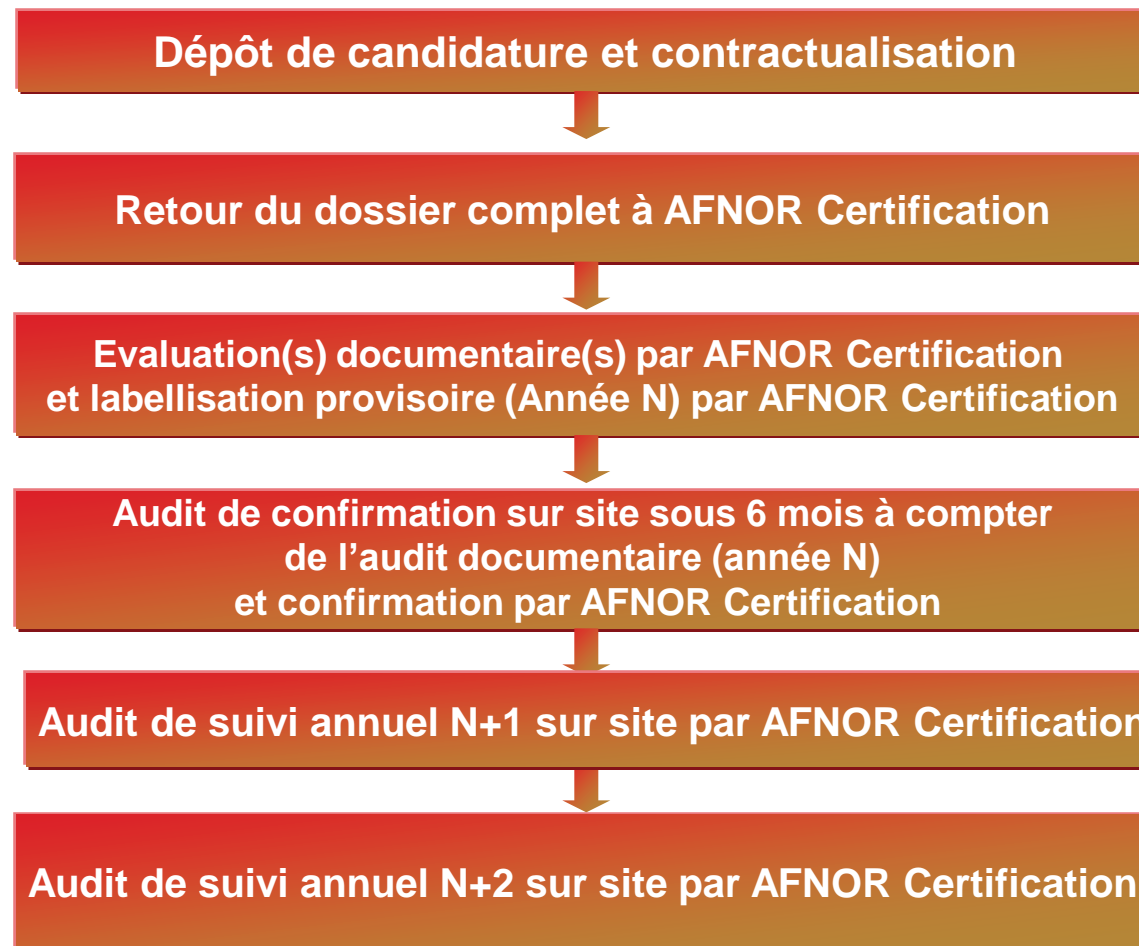 Dépôt de candidature et contractualisation
Retour du dossier complet à AFNOR Certification
Evaluation(s) documentaire(s) par AFNOR Certification
et labellisation provisoire (Année N) par AFNOR Certification
Audit de confirmation sur site sous 6 mois à compter
de l’audit documentaire (année N)
et confirmation par AFNOR Certification
Audit de suivi annuel N+1 sur site par AFNOR Certification
Audit de suivi annuel N+2 sur site par AFNOR Certification